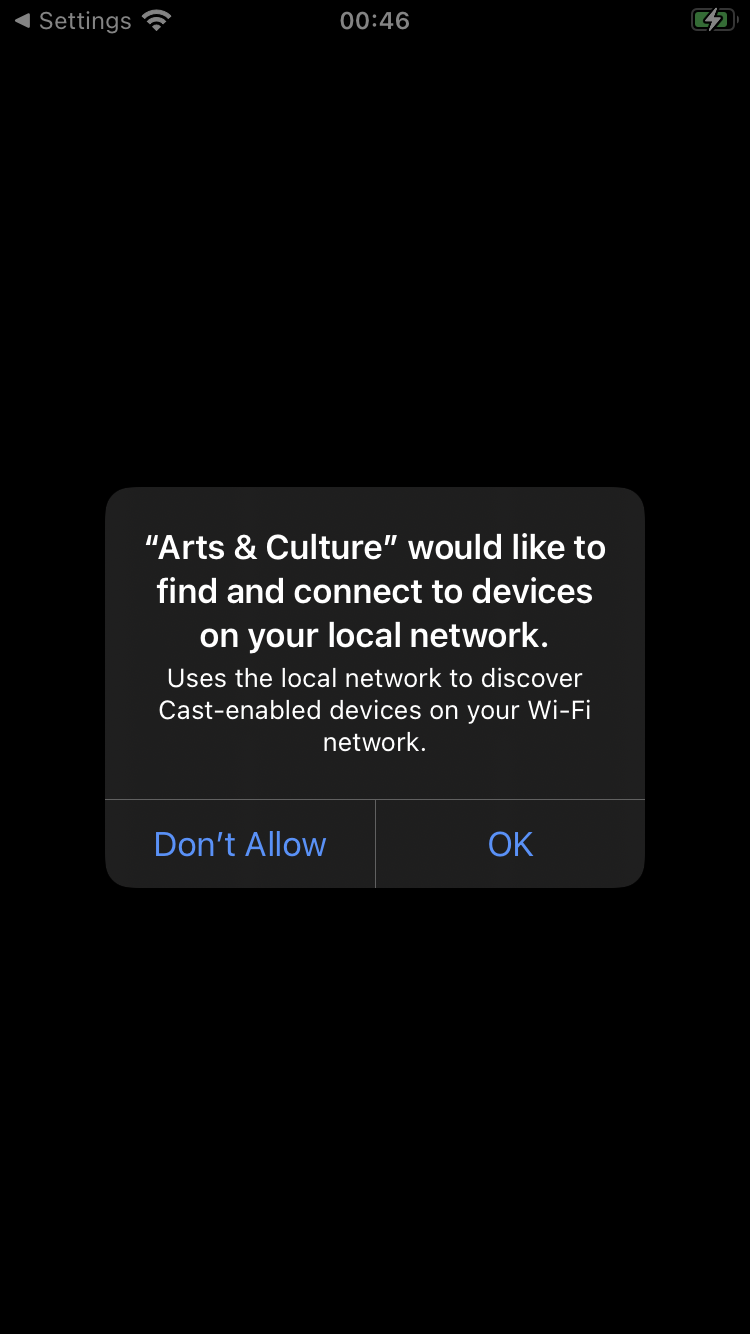 ◀ Settings 00:46
“Arts & Culture” would like to
find and connect to devices
on your local network.
Uses the local network to discover
Cast-enabled devices on your Wi-Fi
network.
Don’t Allow OK